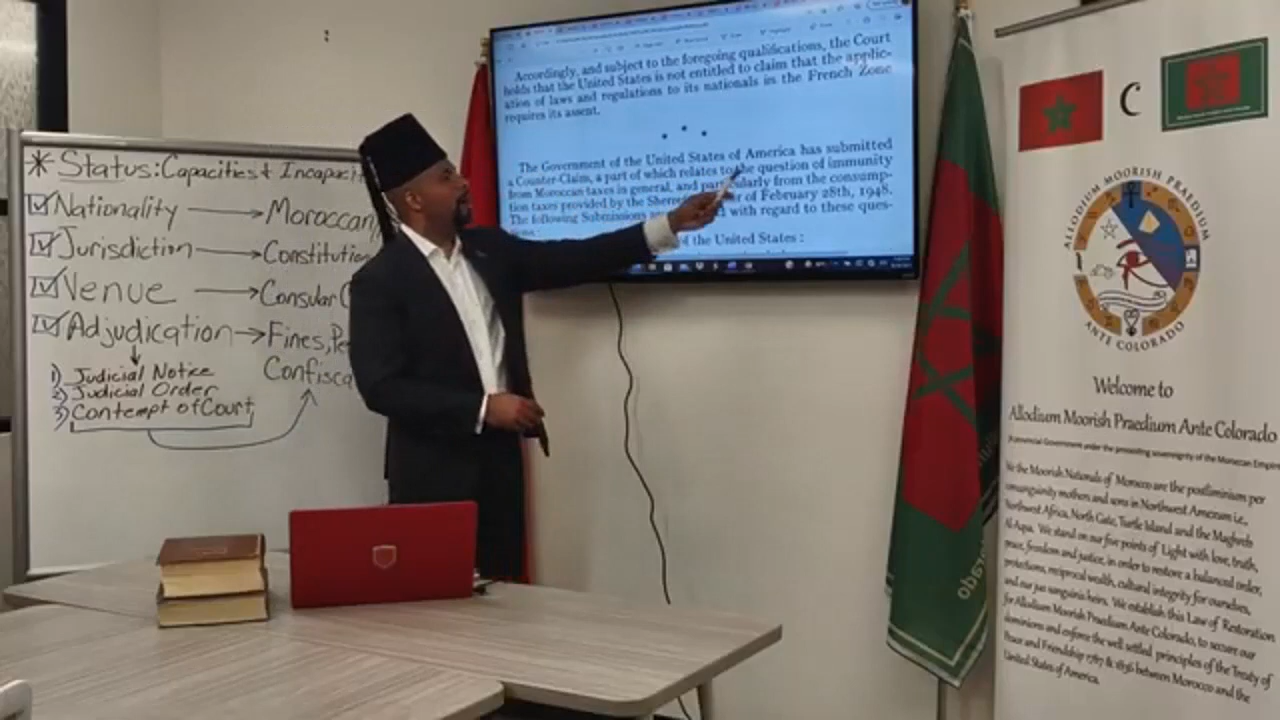 * Status: Capacities & Incapacit
Nationality → Moroccan
Jurisdiction → Constitution
Venue → Consular C
Adjudication → Fines, Pe
Confisca
1) Judicial Notice
2) Judicial Order
3) Contempt of Court
Accordingly, and subject to the foregoing qualifications, the Court
holds that the United States is not entitled to claim that the applic-
ation of laws and regulations to its nationals in the French Zone
requires its assent.
The Government of the United States of America has submitted
a Counter-Claim, a part of which relates to the question of immunity
from Moroccan taxes in general, and particularly from the consump-
tion taxes provided by the of February 28th, 1948.
The following Submissions with regard to these ques-
tions:
of the United States :
ALLODIUM MOORISH PRAEDIUM
ANTE COLORADO
Welcome to
Allodium Moorish Praedium Ante Colorado
A provincial Government under the presiding sovereignty of the Moroccan Empire
We the Moorish Nationals of Morocco are the postliminium per
consanguinity mothers and sons in Northwest Amexem i.e.,
Northwest Africa, North Gate, Turtle Island and the Maghreb
Al-Aqsa. We stand on our five points of Light with love, truth,
peace, freedom and justice, in order to restore a balanced order,
protections, reciprocal wealth, cultural integrity for ourselves,
and our jus sanguinis heirs. We establish this Law of Restoration
for Allodium Moorish Praedium Ante Colorado, to secure our
dominions and enforce the well settled principles of the Treaty of
Peace and Friendship 1787 & 1836 between Morocco and the
United States of America.